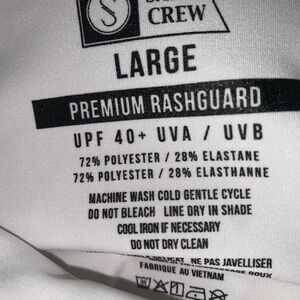 S
CREW
LARGE
PREMIUM RASHGUARD
UPF 40+ UVA / UVB
72% POLYESTER / 28% ELASTANE
72% POLYESTER / 28% ELASTHANNE
MACHINE WASH COLD GENTLE CYCLE
DO NOT BLEACH LINE DRY IN SHADE
COOL IRON IF NECESSARY
DO NOT DRY CLEAN
NE PAS JAVELLISER
DOUX
FABRIQUE AU VIETNAM